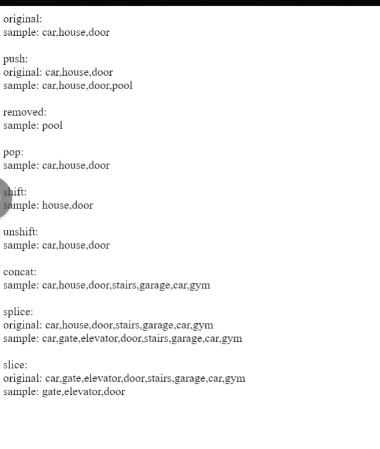 original:
sample: car,house,door
push:
original: car,house,door
sample: car,house,door,pool
removed:
sample: pool
pop:
sample: car,house,door
shift:
sample: house,door
unshift:
sample: car,house,door
concat:
sample: car,house,door,stairs,garage,car,gym
splice:
original: car,house,door,stairs,garage,car,gym
sample: car,gate,elevator,door,stairs,garage,car,gym
slice:
original: car,gate,elevator,door,stairs,garage,car,gym
sample: gate,elevator,door